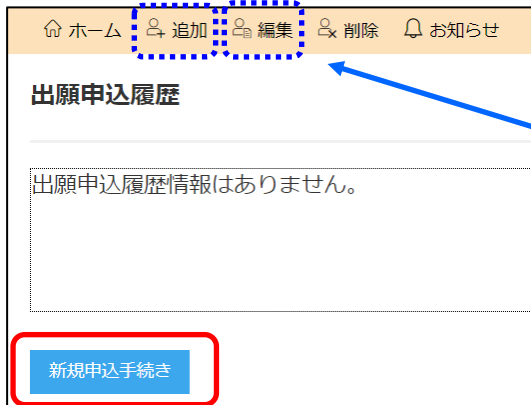 ホーム 追加 編集 削除 お知らせ
出願申込履歴
出願申込履歴情報はありません。
新規申込手続き